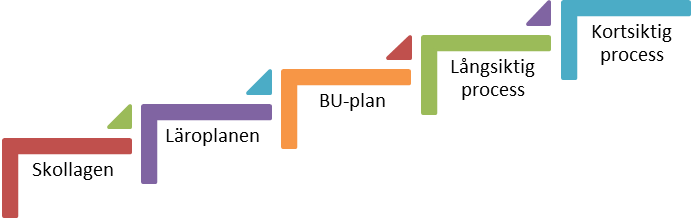 Skollagen
Läroplanen
BU-plan
Långsiktig
process
Kortsiktig
process